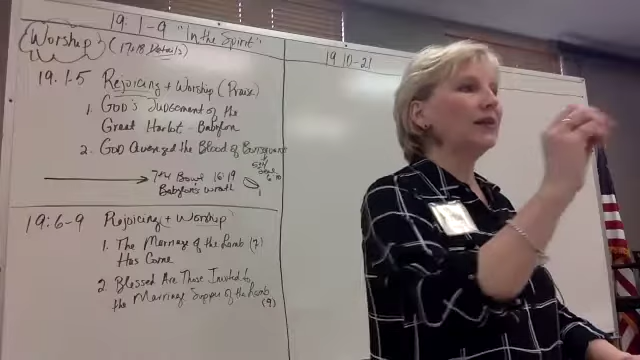 19:1-9 "In the Spirit"
Worship (17+18 Details)
19:1-5 Rejoicing + Worship (Praise)
1. God's Judgement of the
Great Harlot - Babylon
2. God Avenged the Blood of
7th Bowl 16:19
Babylon's wrath
19:6-9 Rejoicing + Worship
1. The Marriage of the Lamb (7)
Has Come
2. Blessed Are Those Invited to
the Marriage Supper of the Lamb
(9)
19:10-21